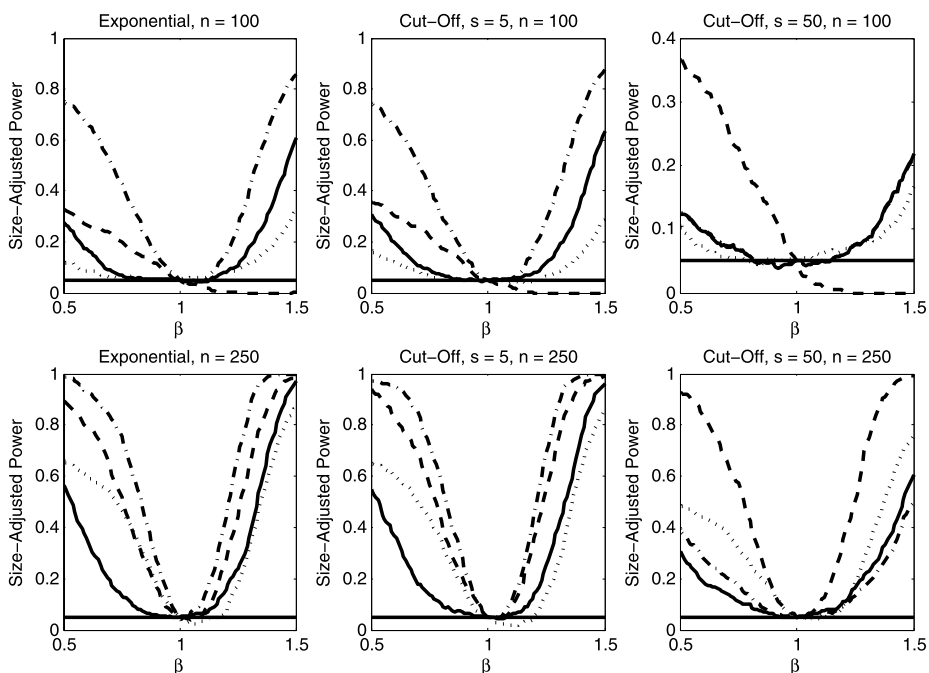 Exponential, n = 100
1
0.8
0.6
0.4
0.2
0
Size−Adjusted Power
0.5
1
1.5
β
Cut−Off, s = 5, n = 100
1
0.8
0.6
0.4
0.2
0
Size−Adjusted Power
0.5
1
1.5
β
Cut−Off, s = 50, n = 100
0.4
0.3
0.2
0.1
0
Size−Adjusted Power
0.5
1
1.5
β
Exponential, n = 250
1
0.8
0.6
0.4
0.2
0
Size−Adjusted Power
0.5
1
1.5
β
Cut−Off, s = 5, n = 250
1
0.8
0.6
0.4
0.2
0
Size−Adjusted Power
0.5
1
1.5
β
Cut−Off, s = 50, n = 250
1
0.8
0.6
0.4
0.2
0
Size−Adjusted Power
0.5
1
1.5
β